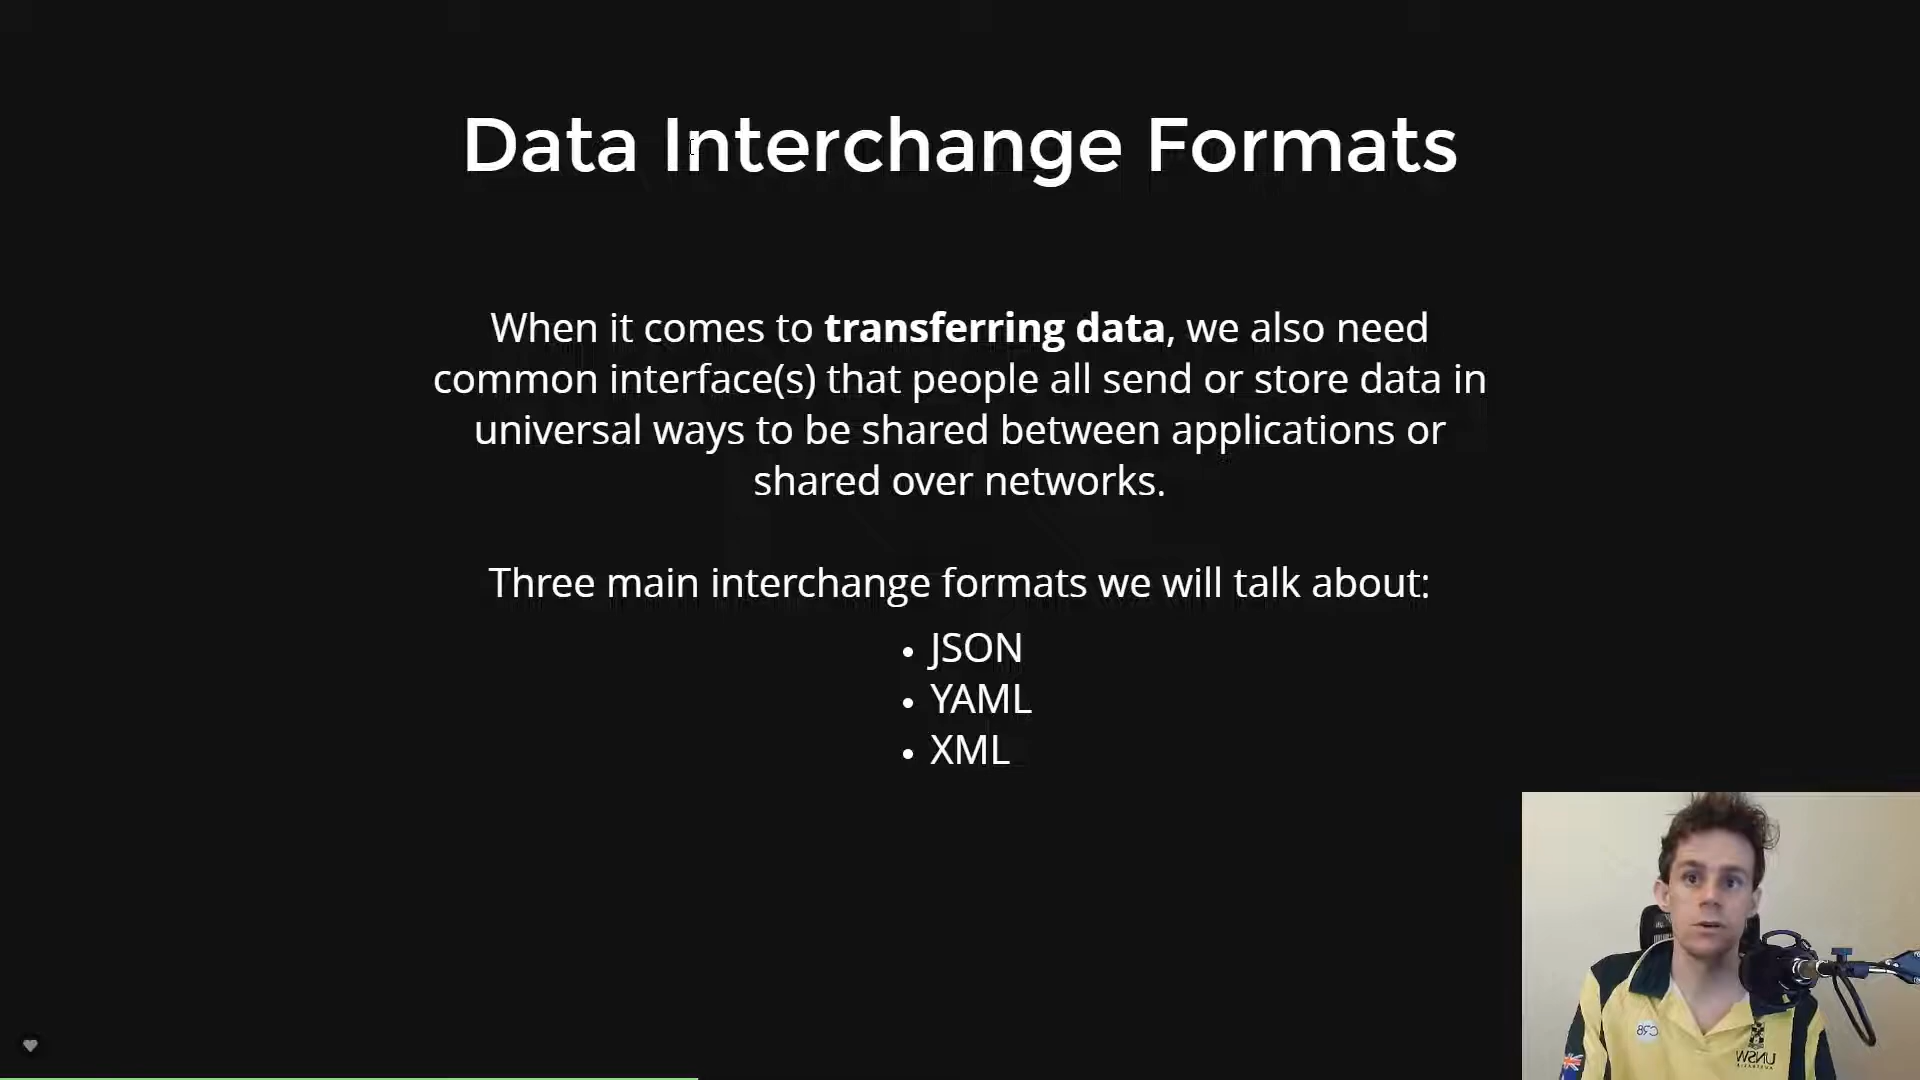 Data Interchange Formats
When it comes to transferring data, we also need
common interface(s) that people all send or store data in
universal ways to be shared between applications or
shared over networks.
Three main interchange formats we will talk about:
• JSON
• YAML
• XML
UNSW